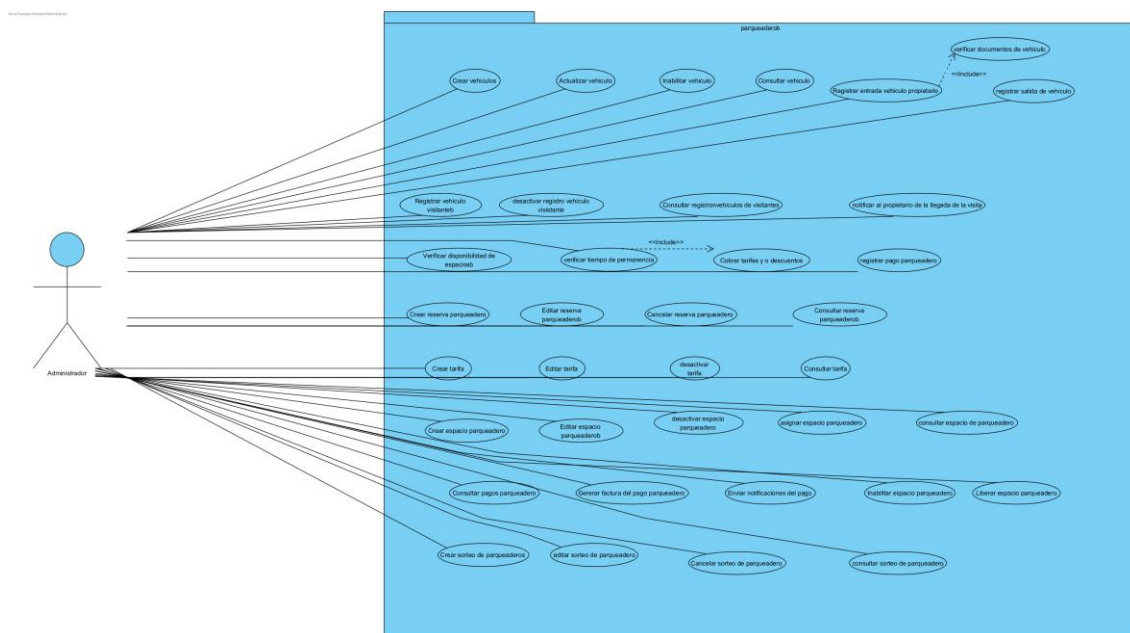 parqueaderob
verificar documentos de vehiculo
<<Include>>
Crear vehiculos
Actualizar vehiculo
Inabilitar vehiculo
Consultar vehiculo
Registrar entrada vehiculo propietario
registrar salida de vehiculo
Registrar vehiculo
visitanteb
desactivar registro vehiculo
visistante
Consultar registronvehiculos de visitantes
notificar al propietario de la llegada de la visita
<<Include>>
Verificar disponibilidad de
espaciosb
verificar tiempo de permanencia
Cobrar tarifas y o descuentos
registrar pago parqueadero
Crear reserva parqueadero
Editar reserva
parqueaderob
Cancelar reserva parqueadero
Consultar reserva
parqueaderob
Administrador
Crear tarifa
Editar tarifa
desactivar
tarifa
Consultar tarifa
Crear espacio parqueadero
Editar espacio
parqueaderob
desactivar espacio
parqueadero
asignar espacio parqueadero
consultar espacio de parqueadero
Consultar pagos parqueadero
Gererar factura del pago parqueadero
Enviar notificaciones del pago
Inabilitar espacio parqueadero
Liberar espacio parqueadero
Crear sorteo de parqueaderos
editar sorteo de parqueadero
Cancelar sorteo de parqueadero
consultar sorteo de parqueadero